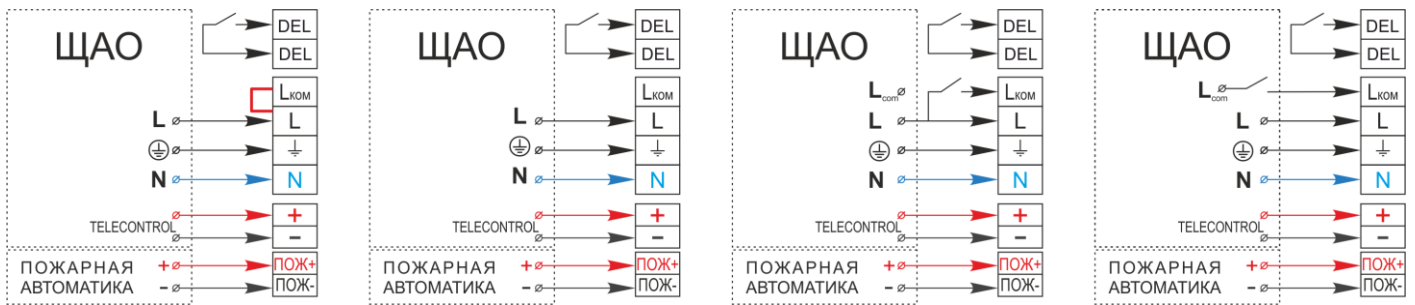 ЩАО
DEL
DEL
Lком
L
L
N
N
TELECONTROL
+
-
ПОЖАРНАЯ
АВТОМАТИКА
+
-
ПОЖ+
ПОЖ-
ЩАО
DEL
DEL
Lком
L
L
N
N
TELECONTROL
+
-
ПОЖАРНАЯ
АВТОМАТИКА
+
-
ПОЖ+
ПОЖ-
ЩАО
DEL
DEL
Lcom
Lком
L
L
N
N
TELECONTROL
+
-
ПОЖАРНАЯ
АВТОМАТИКА
+
-
ПОЖ+
ПОЖ-
ЩАО
DEL
DEL
Lcom
Lком
L
L
N
N
TELECONTROL
+
-
ПОЖАРНАЯ
АВТОМАТИКА
+
-
ПОЖ+
ПОЖ-